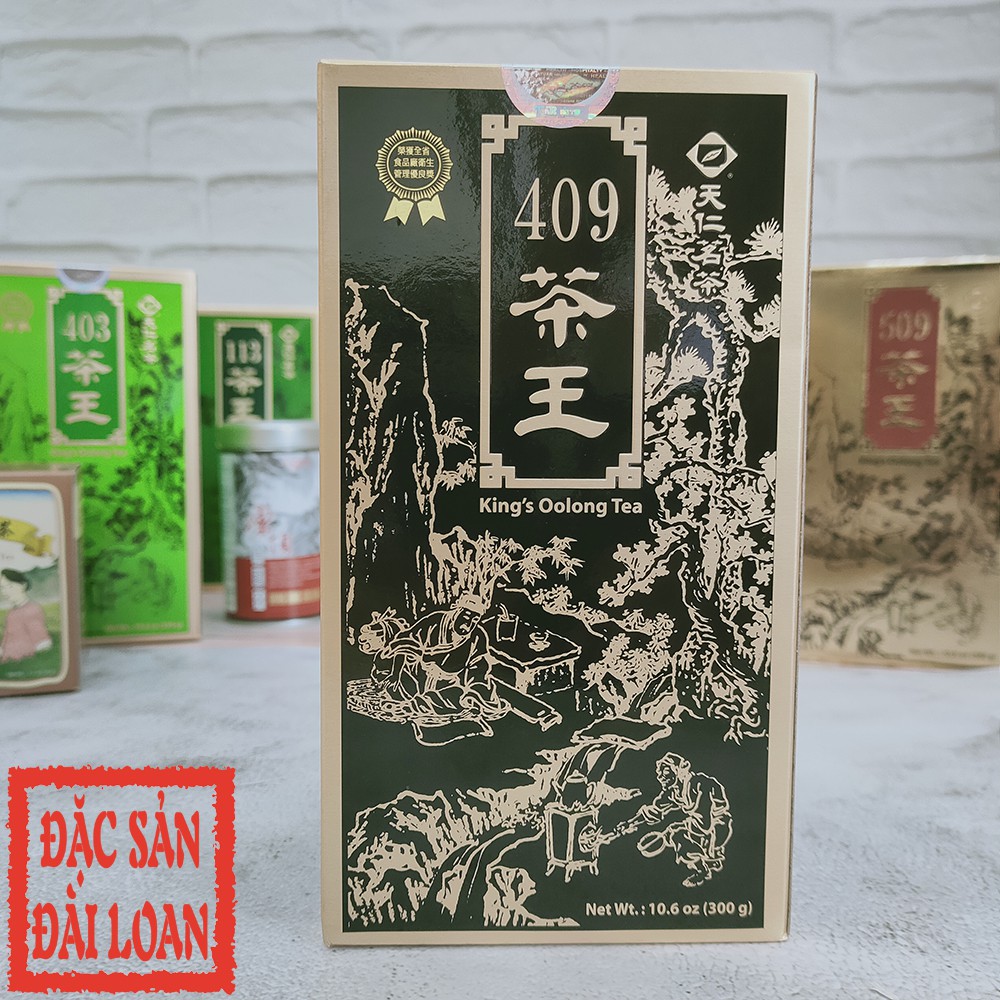 榮獲全省
食品廠衛生
管理優良獎
409
茶王
King's Oolong Tea
天仁茗茶
®
Net Wt. : 10.6 oz (300 g)
403
茶王
113
茶王
509
茶王
ĐẶC SẢN
ĐÀI LOAN